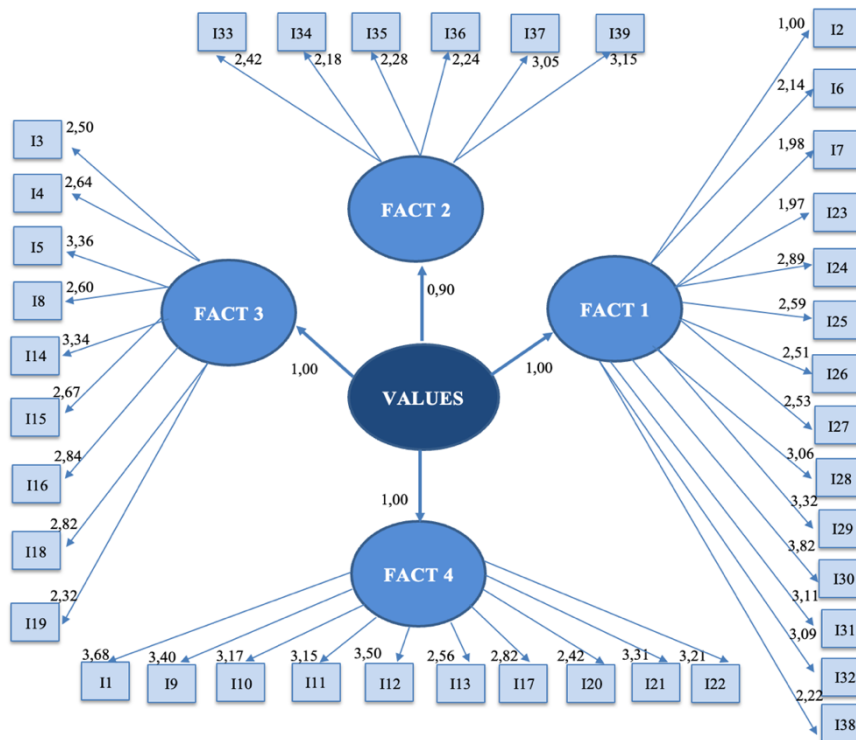 I33
I34
I35
I36
I37
I39
2,42
2,18
2,28
2,24
3,05
3,15
FACT 2
0,90
I3
2,50
I4
2,64
I5
3,36
I8
2,60
I14
3,34
I15
2,67
I16
2,84
I18
2,82
I19
2,32
FACT 3
1,00
VALUES
1,00
FACT 1
1,00
I2
2,14
I6
1,98
I7
1,97
I23
2,89
I24
2,59
I25
2,51
I26
2,53
I27
3,06
I28
3,32
I29
3,82
I30
3,11
I31
3,09
I32
2,22
I38
1,00
FACT 4
3,68
3,40
3,17
3,15
3,50
2,56
2,82
2,42
3,31
3,21
I1
I9
I10
I11
I12
I13
I17
I20
I21
I22